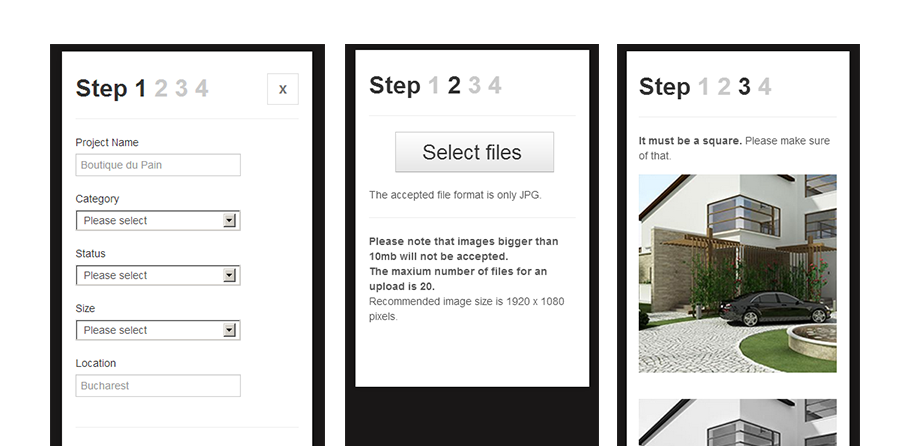 Step 1 2 3 4
X
Project Name
Boutique du Pain
Category
Please select
Status
Please select
Size
Please select
Location
Bucharest
Step 1 2 3 4
Select files
The accepted file format is only JPG.
Please note that images bigger than
10mb will not be accepted.
The maxium number of files for an
upload is 20.
Recommended image size is 1920 x 1080
pixels.
Step 1 2 3 4
It must be a square. Please make sure
of that.